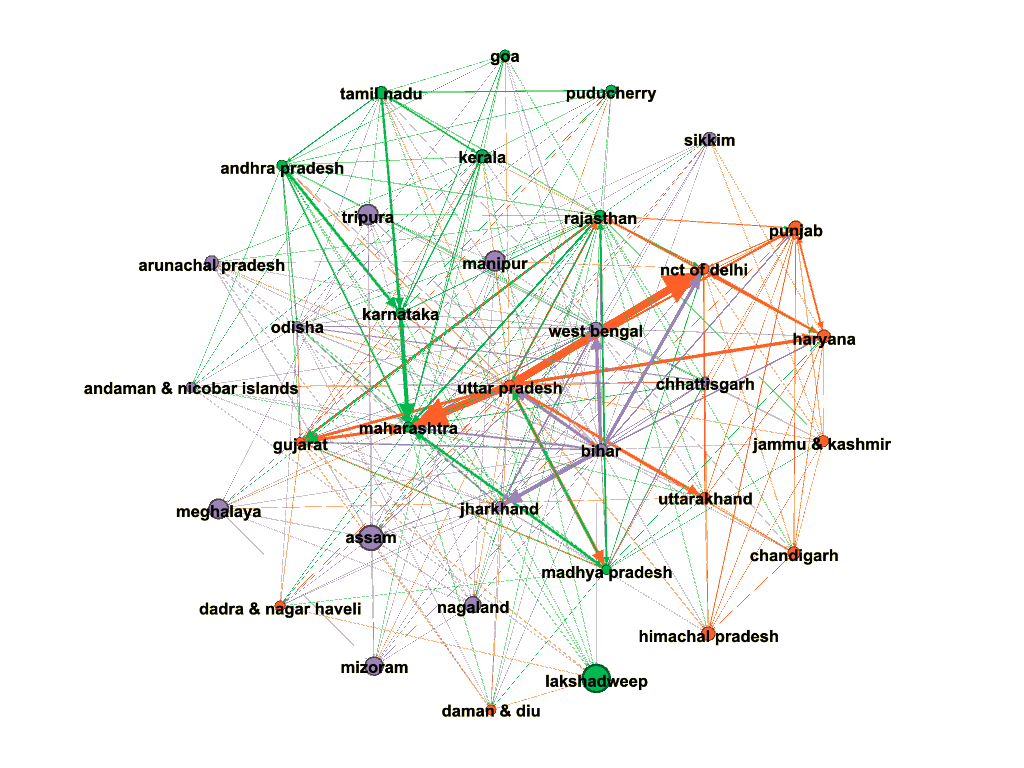 goa
tamil nadu
puducherry
sikkim
kerala
andhra pradesh
tripura
rajasthan
punjab
arunachal pradesh
manipur
nct of delhi
karnataka
odisha
west bengal
haryana
andaman & nicobar islands
uttar pradesh
chhattisgarh
maharashtra
gujarat
bihar
jammu & kashmir
meghalaya
jharkhand
uttarakhand
assam
chandigarh
madhya pradesh
dadra & nagar haveli
nagaland
himachal pradesh
mizoram
lakshadweep
daman & diu